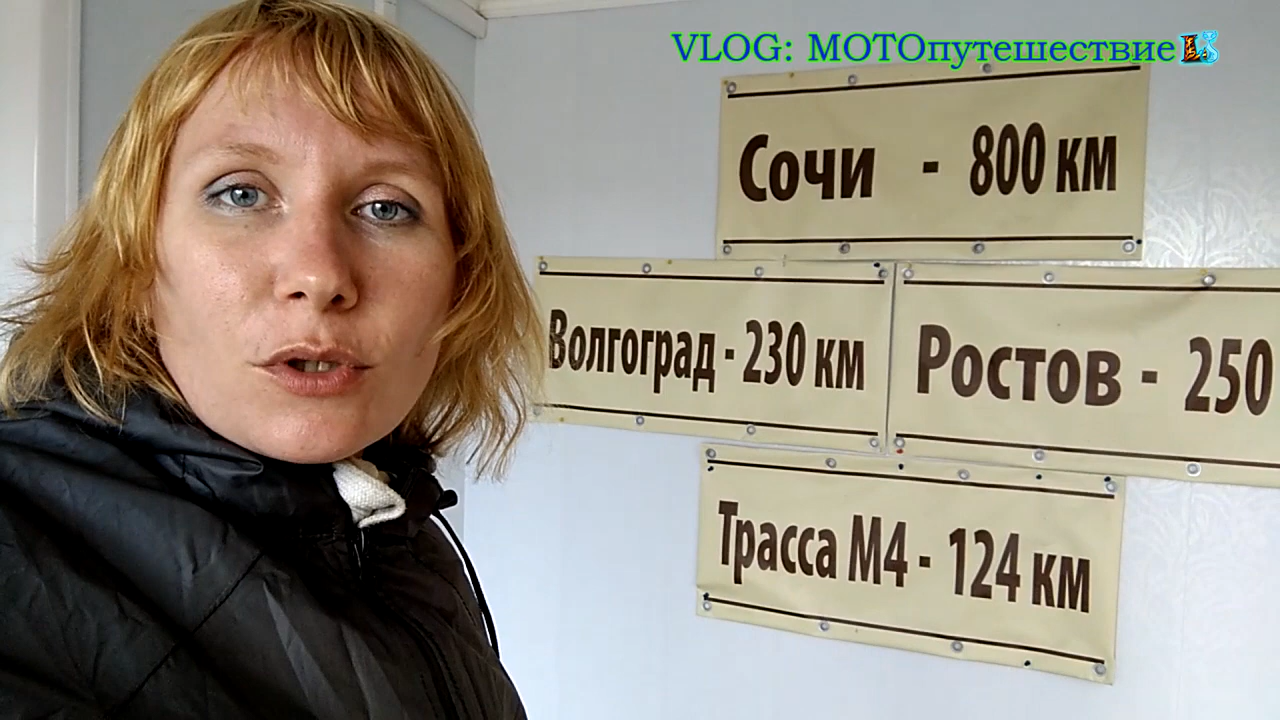 VLOG: МОТОпутешествие
Сочи - 800 км
Волгоград - 230 км
Ростов - 250
Трасса М4 - 124 км